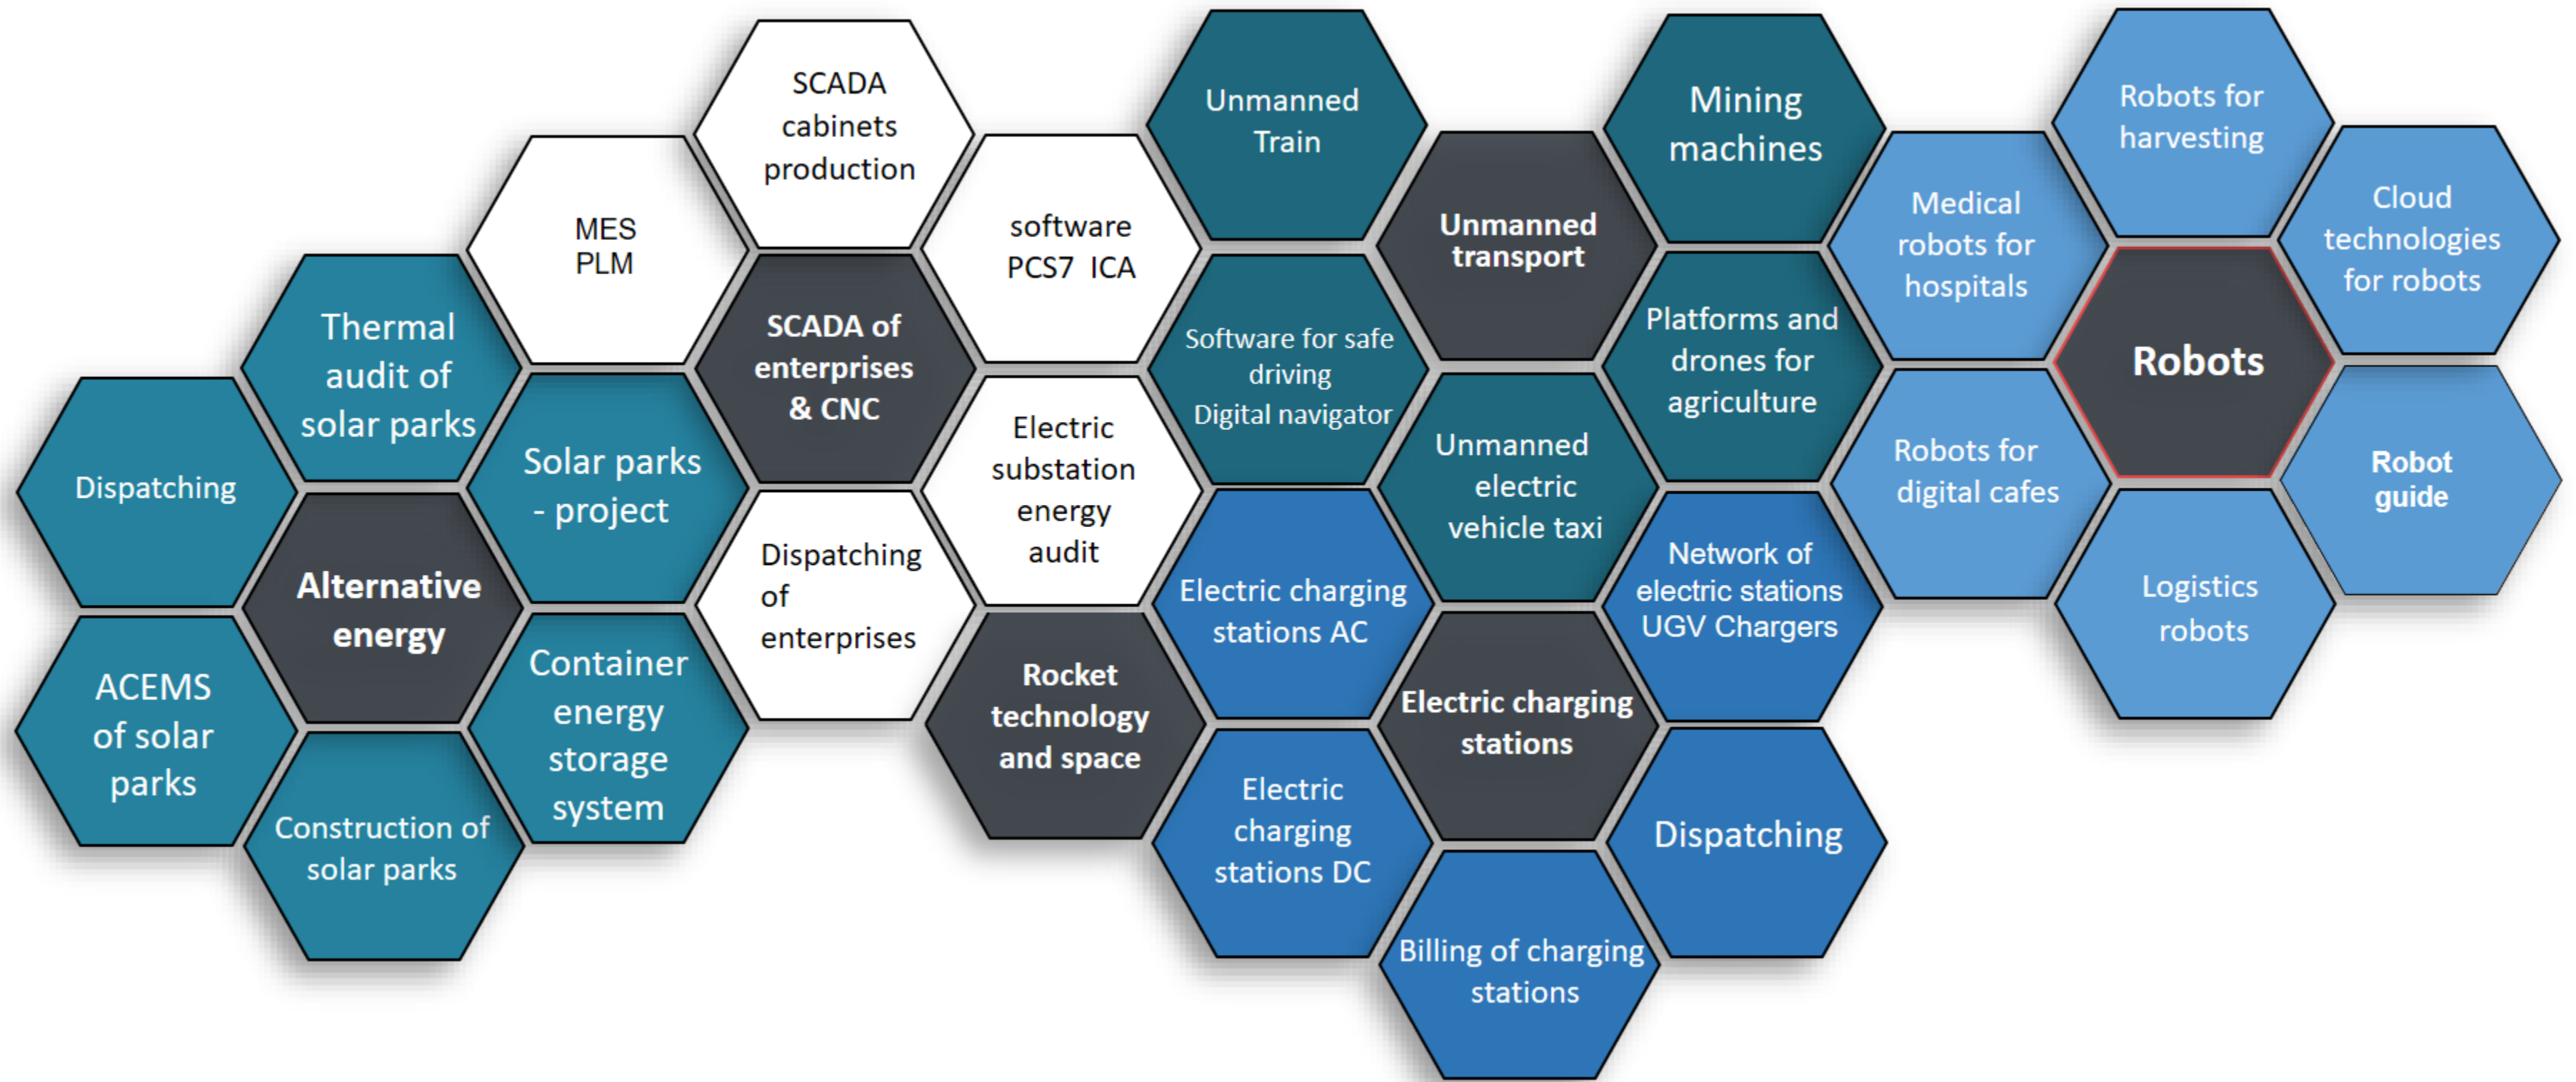 SCADA
cabinets
production
Unmanned
Train
Mining
machines
Robots for
harvesting
MES
PLM
software
PCS7 ICA
Unmanned
transport
Medical
robots for
hospitals
Cloud
technologies
for robots
Thermal
audit of
solar parks
SCADA of
enterprises
& CNC
Software for safe
driving
Digital navigator
Platforms and
drones for
agriculture
Robots
Dispatching
Solar parks
- project
Electric
substation
energy
audit
Unmanned
electric
vehicle taxi
Robots for
digital cafes
Robot
guide
Alternative
energy
Dispatching
of
enterprises
Electric charging
stations AC
Network of
electric stations
UGV Chargers
Logistics
robots
ACEMS
of solar
parks
Container
energy
storage
system
Rocket
technology
and space
Electric charging
stations
Construction of
solar parks
Electric
charging
stations DC
Dispatching
Billing of charging
stations